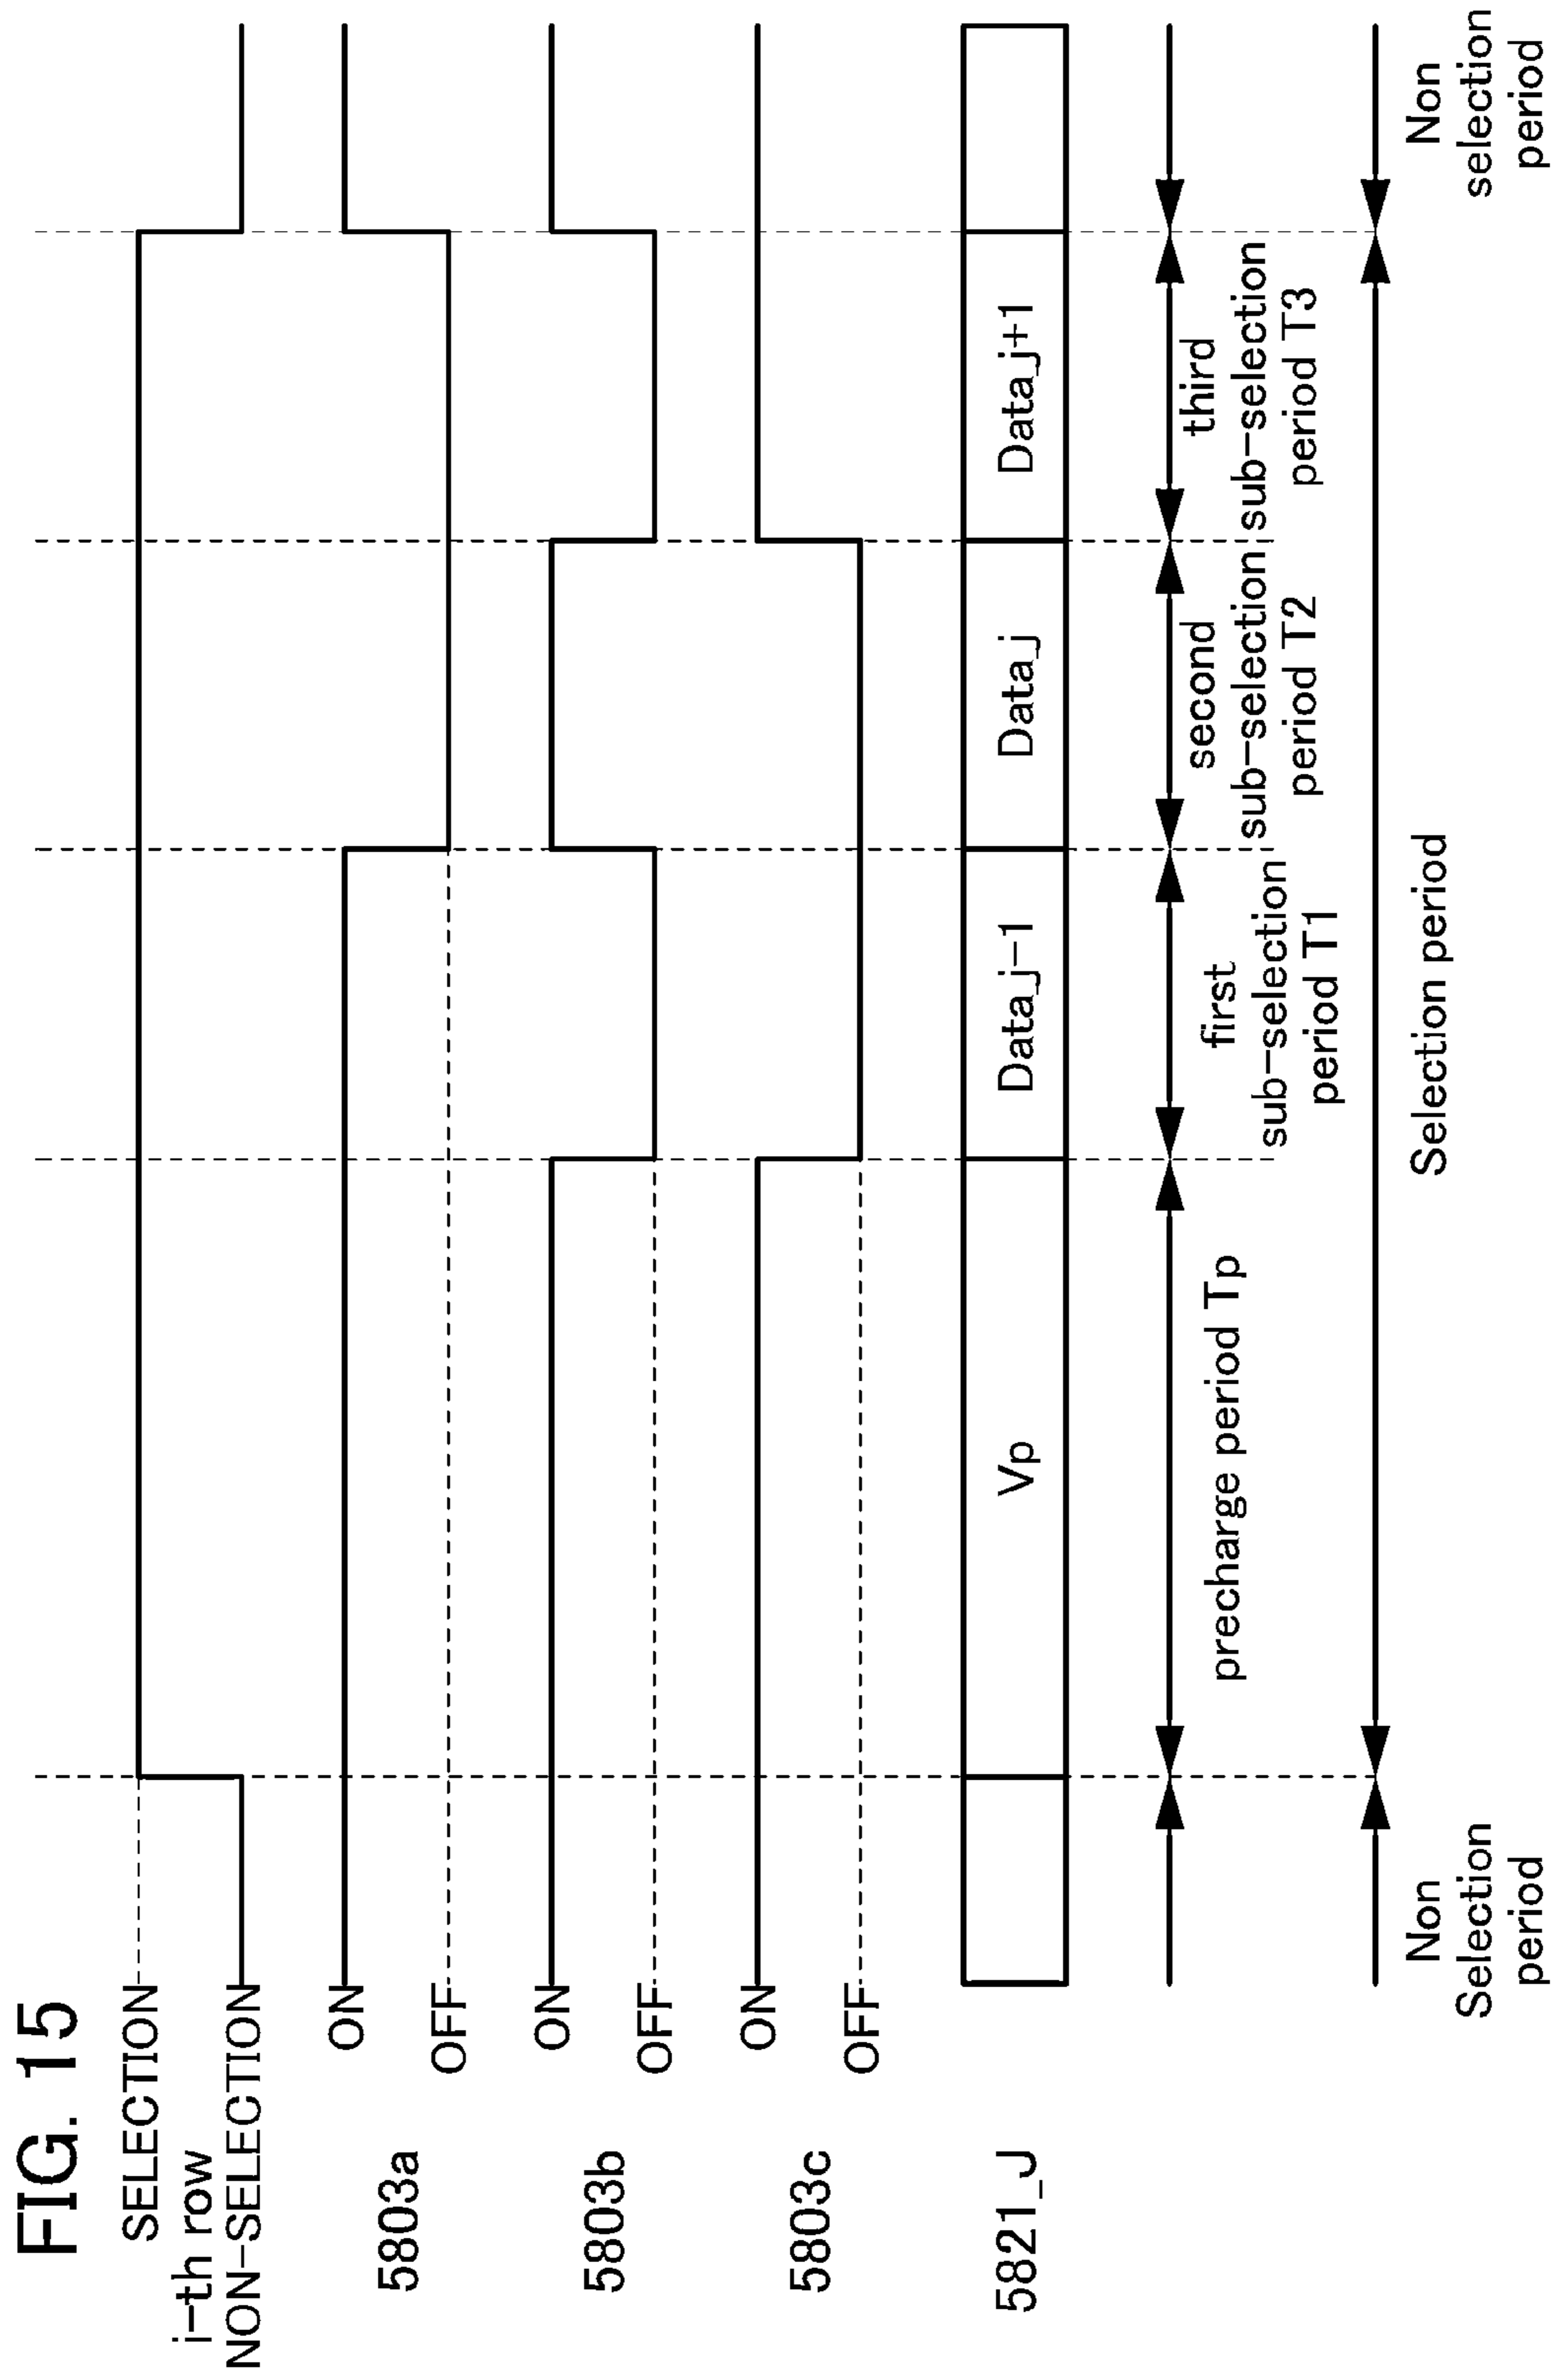 FIG. 15
SELECTION
i-th row
NON-SELECTION
ON
5803a
OFF
ON
5803b
OFF
ON
5803c
OFF
5821_J
Vp
Data_j-1
Data_j
Data_j+1
precharge period Tp
first
sub-selection
period T1
second
sub-selection
period T2
third
sub-selection
period T3
Non
Selection
period
Selection period
Non
selection
period